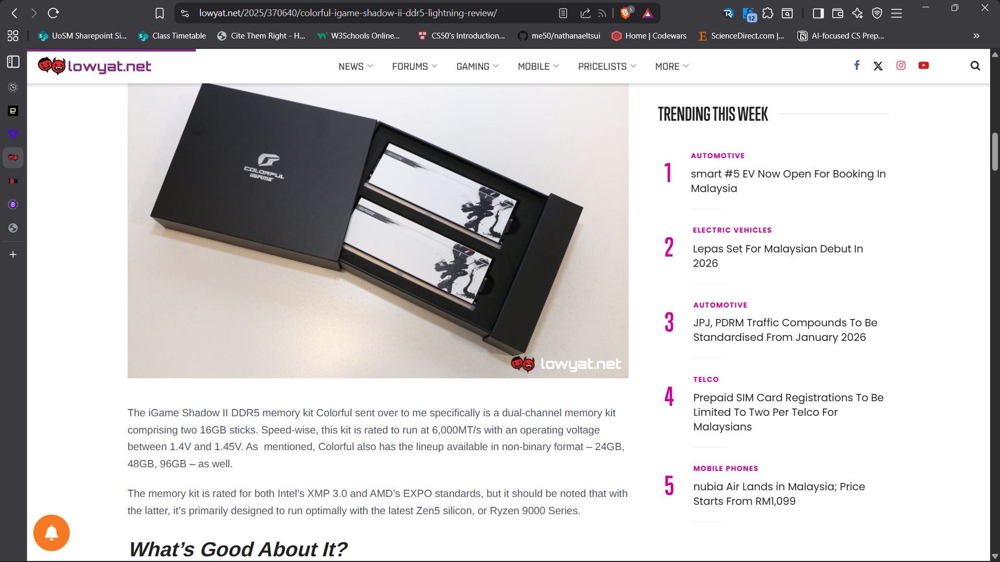 lowyat.net/2025/370640/colorful-igame-shadow-ii-ddr5-lightning-review/
5
12
UoSM Sharepoint Si...
Class Timetable
Cite Them Right - H...
W3Schools Online...
CS50's Introduction...
me50/nathanaeltsui
Home | Codewars
ScienceDirect.com |...
AI-focused CS Prep...
lowyat.net
NEWS
FORUMS
GAMING
MOBILE
PRICELISTS
MORE
TNW
B
COLORFUL
iGAME
iGAME
iGAME
lowyat.net
The iGame Shadow II DDR5 memory kit Colorful sent over to me specifically is a dual-channel memory kit
comprising two 16GB sticks. Speed-wise, this kit is rated to run at 6,000MT/s with an operating voltage
between 1.4V and 1.45V. As  mentioned, Colorful also has the lineup available in non-binary format – 24GB,
48GB, 96GB – as well.
The memory kit is rated for both Intel’s XMP 3.0 and AMD’s EXPO standards, but it should be noted that with
the latter, it’s primarily designed to run optimally with the latest Zen5 silicon, or Ryzen 9000 Series.
What’s Good About It?
TRENDING THIS WEEK
1
AUTOMOTIVE
smart #5 EV Now Open For Booking In
Malaysia
2
ELECTRIC VEHICLES
Lepas Set For Malaysian Debut In
2026
3
AUTOMOTIVE
JPJ, PDRM Traffic Compounds To Be
Standardised From January 2026
4
TELCO
Prepaid SIM Card Registrations To Be
Limited To Two Per Telco For
Malaysians
5
MOBILE PHONES
nubia Air Lands in Malaysia; Price
Starts From RM1,099